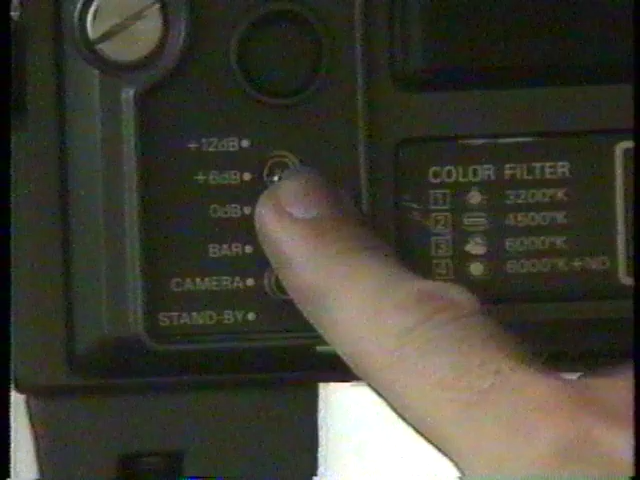 +12dB
+6dB
0dB
BAR
CAMERA
STAND-BY
COLOR FILTER
1 3200°K
2 4500°K
3 6000°K
4 6000°K+ND